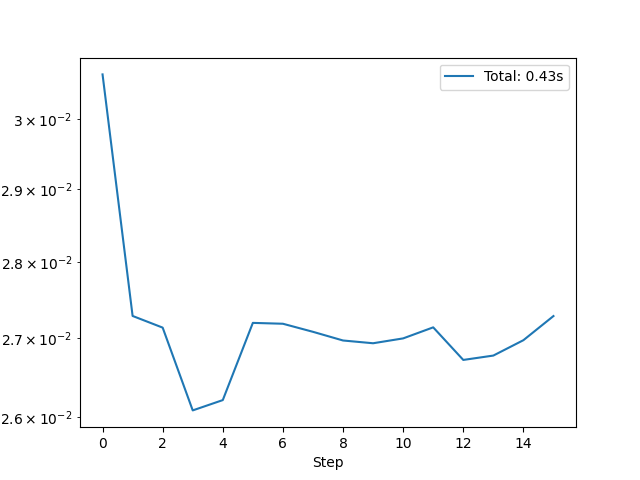 Total: 0.43s
3 × 10⁻²
2.9 × 10⁻²
2.8 × 10⁻²
2.7 × 10⁻²
2.6 × 10⁻²
0 2 4 6 8 10 12 14
Step